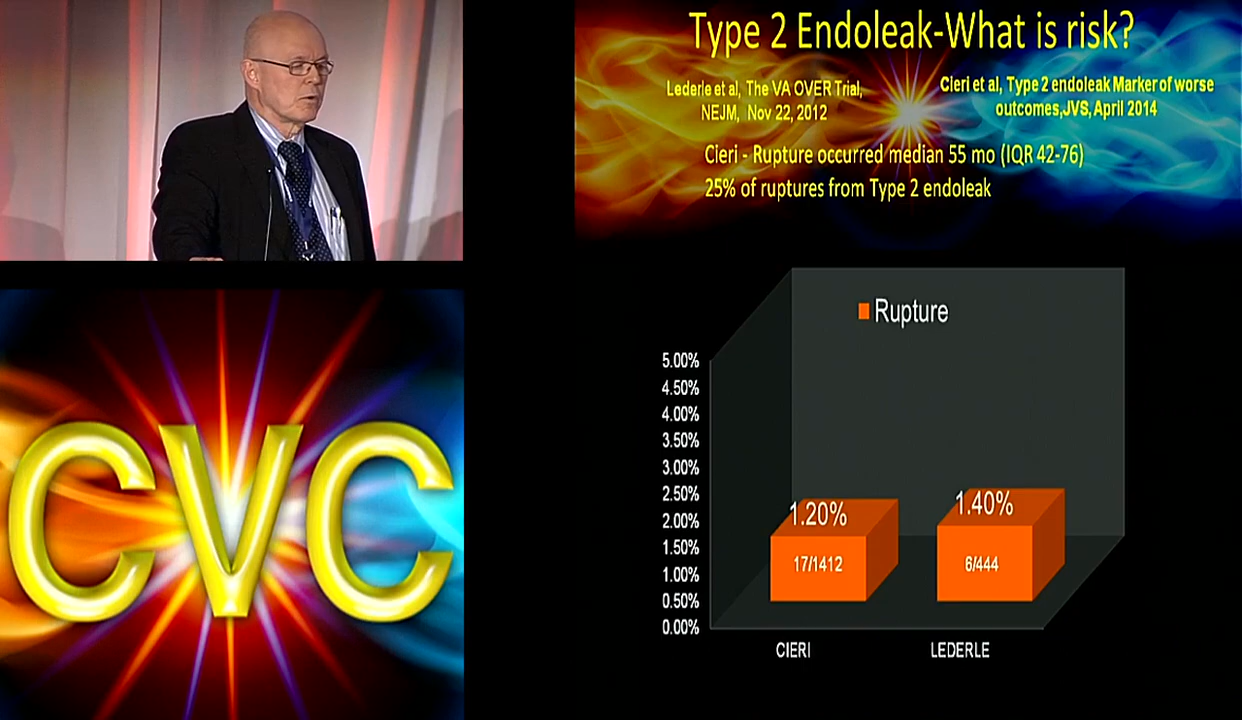 Type 2 Endoleak-What is risk?
Lederle et al, The VA OVER Trial,
NEJM, Nov 22, 2012
Cieri et al, Type 2 endoleak Marker of worse
outcomes,JVS, April 2014
Cieri - Rupture occurred median 55 mo (IQR 42-76)
25% of ruptures from Type 2 endoleak
CVC
Rupture
5.00%
4.50%
4.00%
3.50%
3.00%
2.50%
2.00%
1.50%
1.00%
0.50%
0.00%
1.20%
17/1412
1.40%
6/444
CIERI
LEDERLE